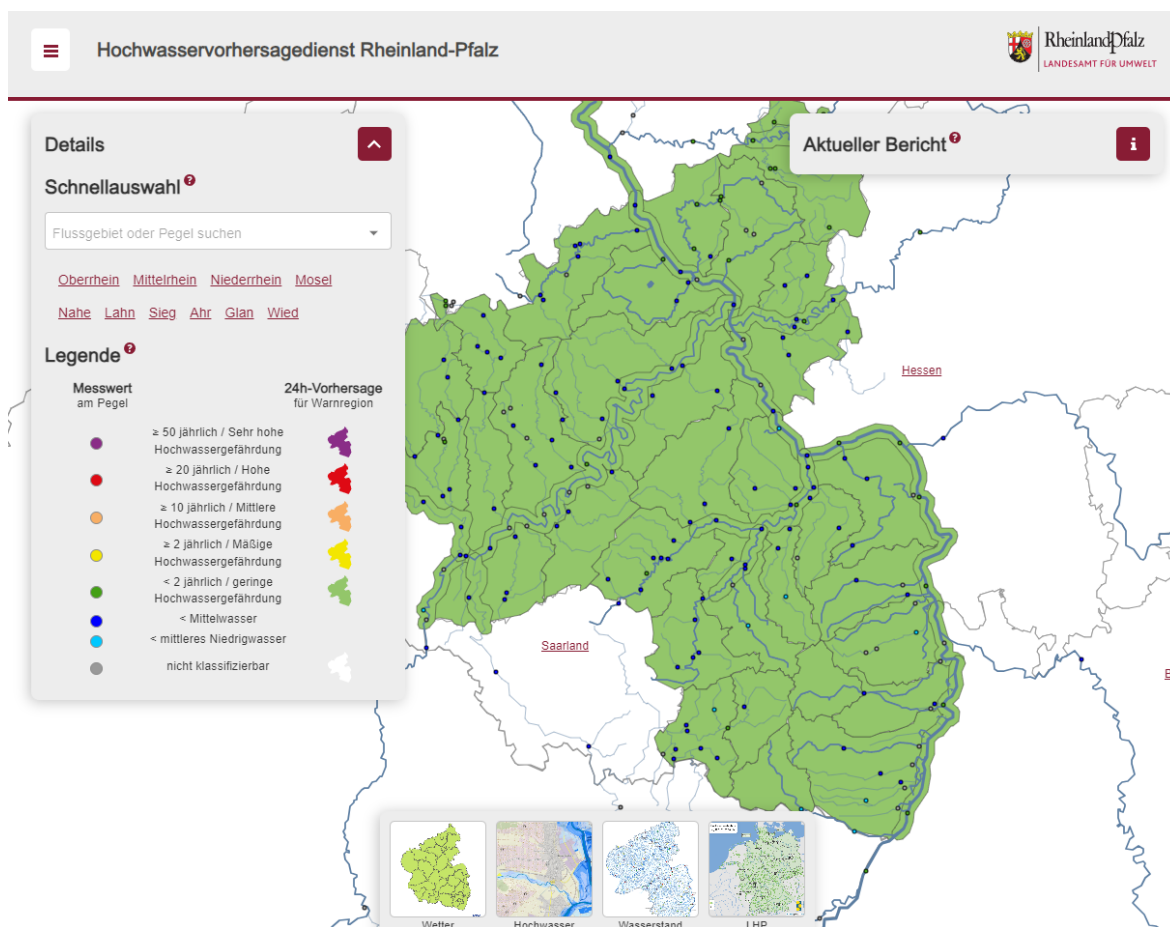 Hochwasservorhersagedienst Rheinland-Pfalz
RheinlandPfalz
LANDESAMT FÜR UMWELT
Details
Schnellauswahl
Flussgebiet oder Pegel suchen
Oberrhein Mittelrhein Niederrhein Mosel
Nahe Lahn Sieg Ahr Glan Wied
Legende
Messwert
am Pegel
24h-Vorhersage
für Warnregion
≥ 50 jährlich / Sehr hohe
Hochwassergefährdung
≥ 20 jährlich / Hohe
Hochwassergefährdung
≥ 10 jährlich / Mittlere
Hochwassergefährdung
≥ 2 jährlich / Mäßige
Hochwassergefährdung
< 2 jährlich / geringe
Hochwassergefährdung
< Mittelwasser
< mittleres Niedrigwasser
nicht klassifizierbar
Aktueller Bericht
Hessen
Saarland
Wetter
Hochwasser
Wasserstand
LHP